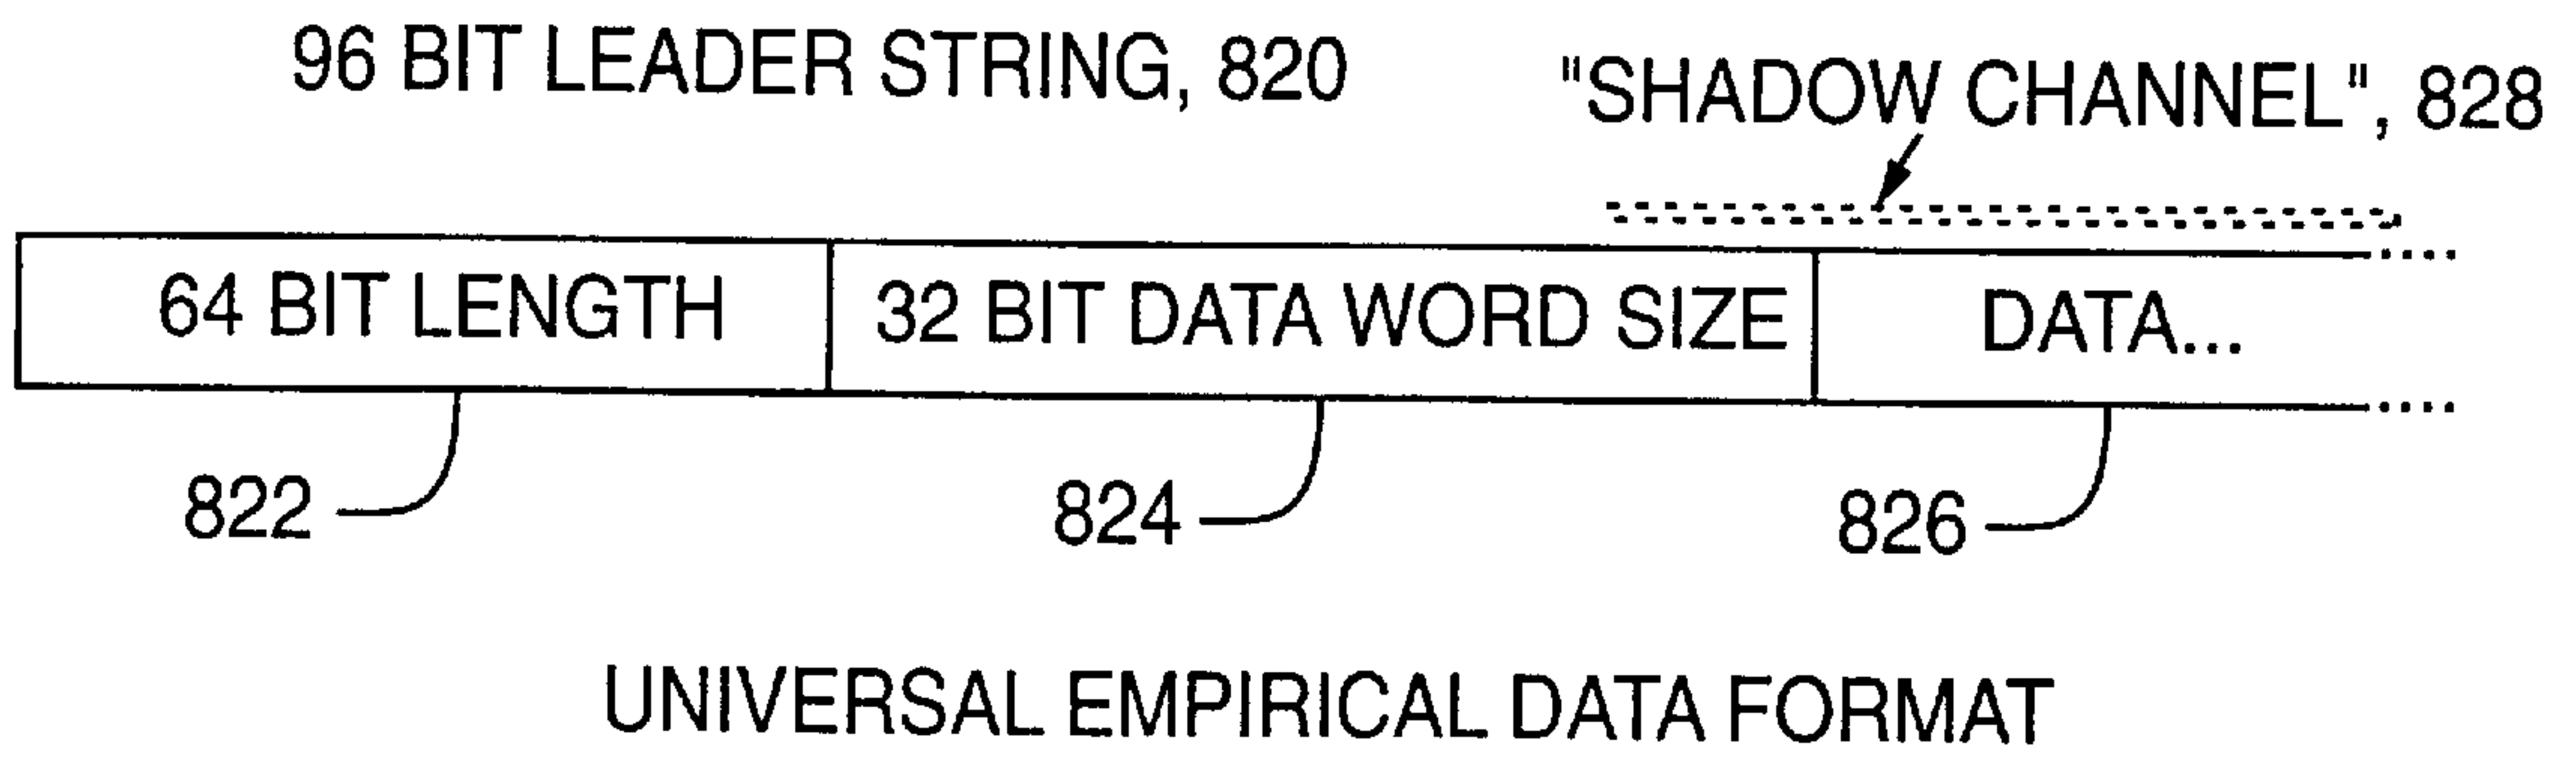 96 BIT LEADER STRING, 820
"SHADOW CHANNEL", 828
64 BIT LENGTH
32 BIT DATA WORD SIZE
DATA...
822
824
826
UNIVERSAL EMPIRICAL DATA FORMAT